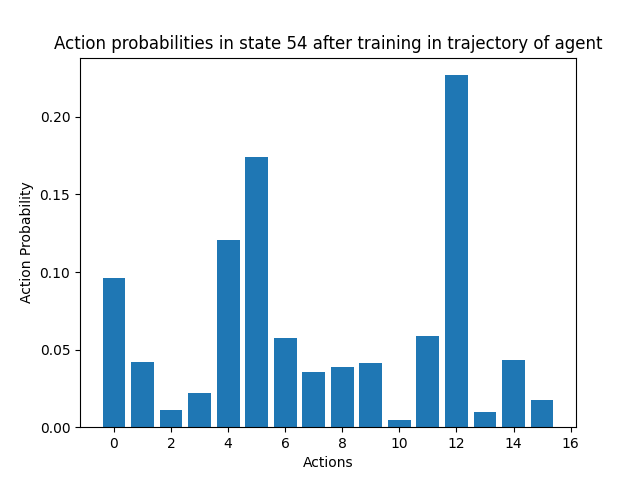 Action probabilities in state 54 after training in trajectory of agent
0.20
0.15
0.10
0.05
0.00
Action Probability
0 2 4 6 8 10 12 14 16
Actions